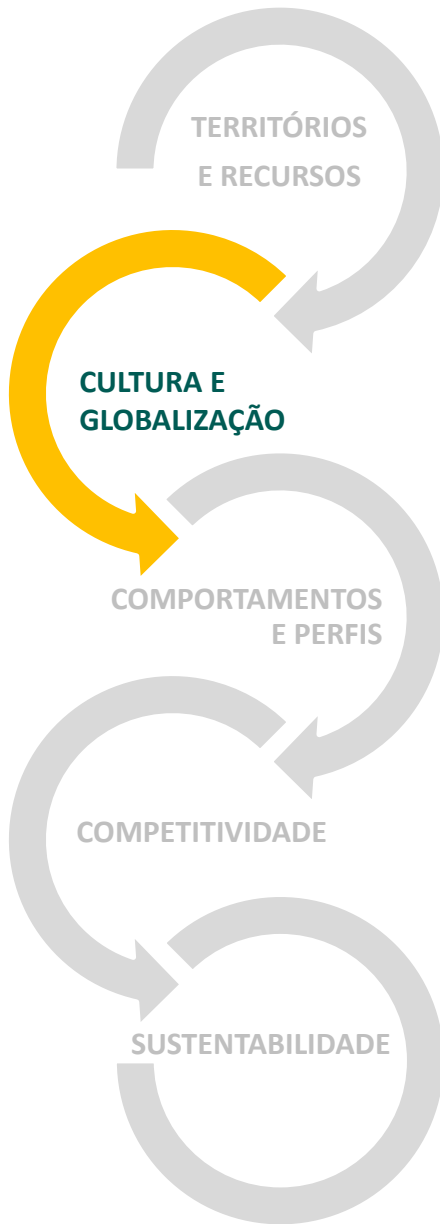 TERRITÓRIOS
E RECURSOS
CULTURA E
GLOBALIZAÇÃO
COMPORTAMENTOS
E PERFIS
COMPETITIVIDADE
SUSTENTABILIDADE